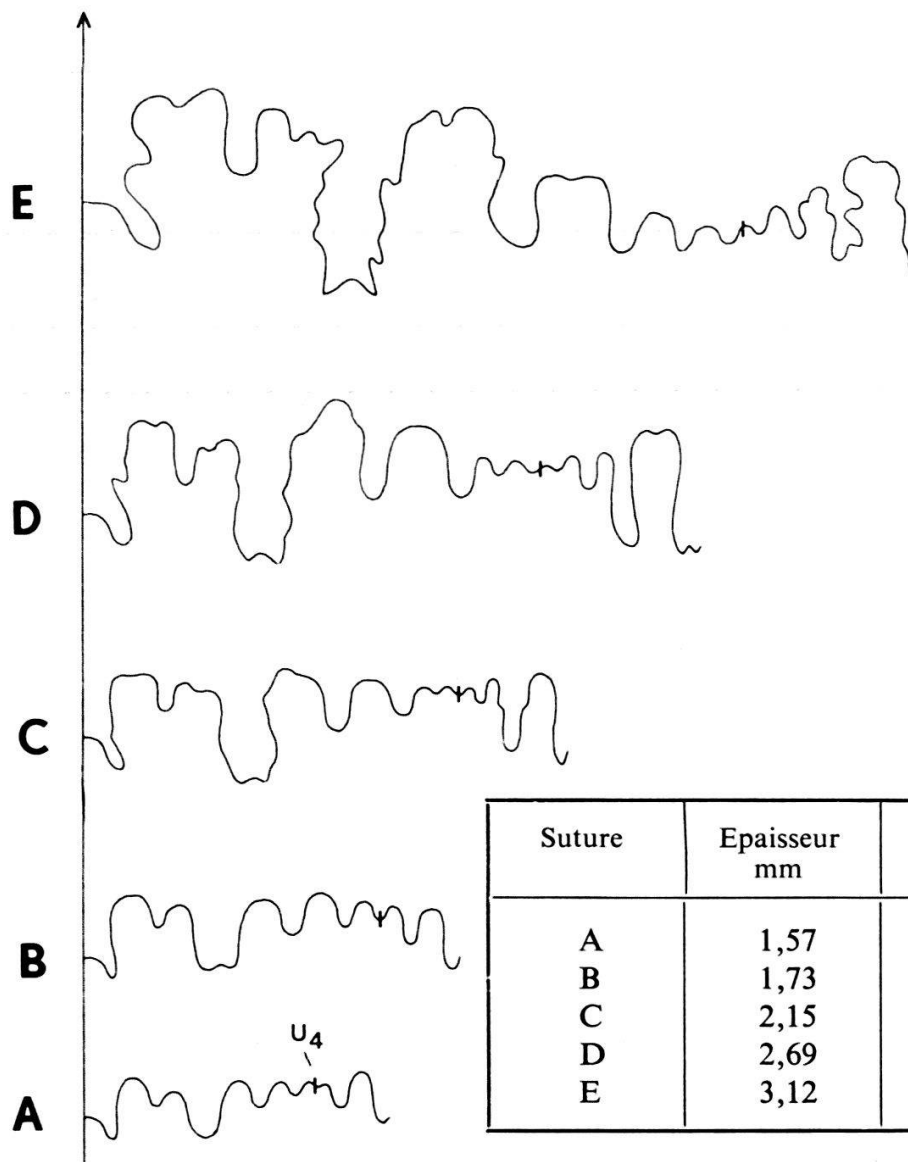 E
D
C
B
U4
A
Suture Epaisseur mm
A 1,57
B 1,73
C 2,15
D 2,69
E 3,12